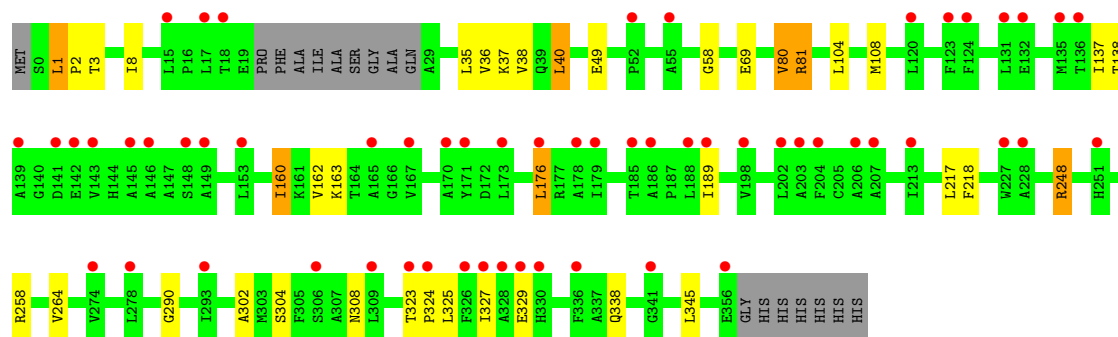 MET S0 L1 P2 T3 I8 L15 P16 L17 T18 E19 PRO PHE ALA ILE ALA SER GLY ALA GLN A29 L35 V36 K37 V38 Q39 L40 E49 P52 A55 G58 E69 V80 R81 L104 M108 L120 F123 F124 L131 E132 M135 T136 I137 T138
A139 G140 D141 E142 V143 H144 A145 A146 A147 S148 A149 L153 I160 K161 V162 K163 T164 A165 G166 V167 A170 Y171 D172 L173 L176 R177 A178 I179 T185 A186 P187 L188 I189 V198 L202 A203 F204 C205 A206 A207 I213 L217 F218 W227 A228 R248 H251
R258 V264 V274 L278 G290 I293 A302 M303 S304 F305 S306 A307 N308 L309 T323 P324 L325 F326 I327 A328 E329 H330 F336 A337 Q338 G341 L345 E356 GLY HIS HIS HIS HIS HIS HIS